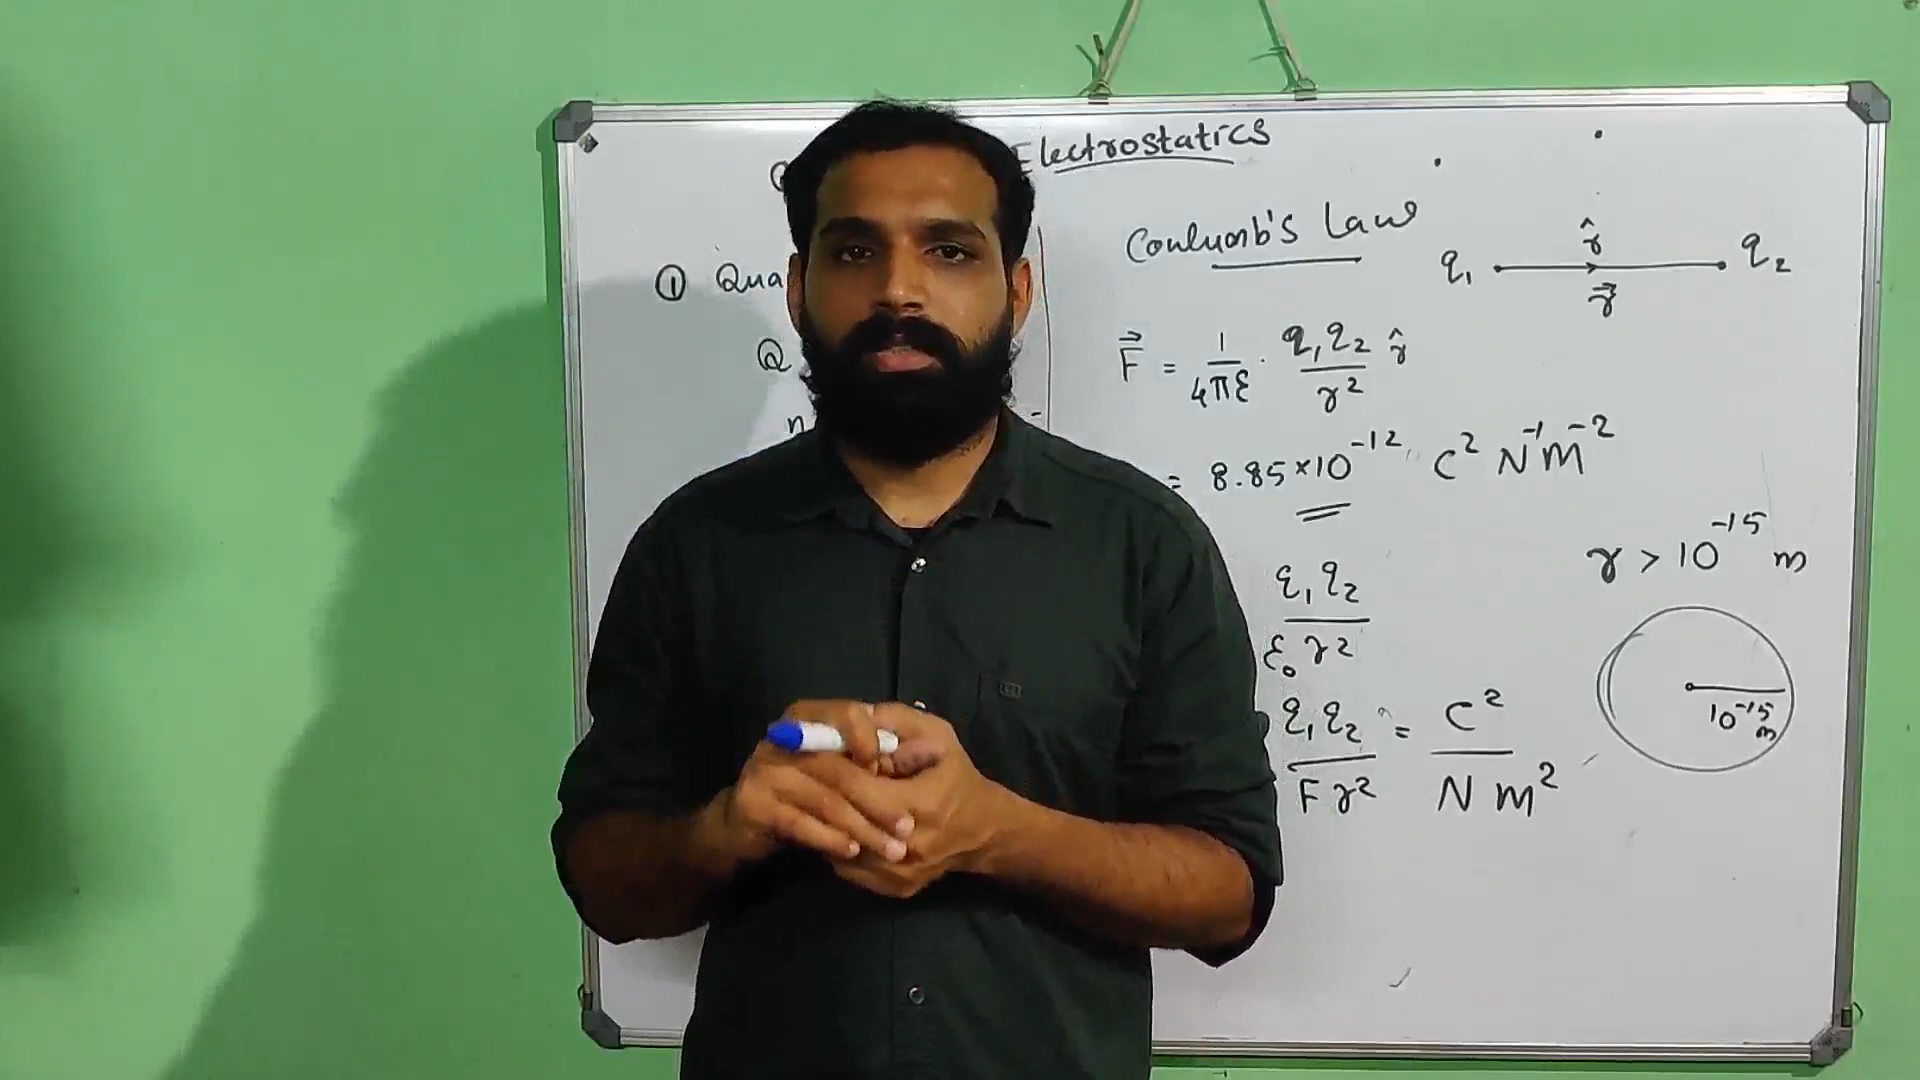 Electrostatics
Coulumb's Law
q₁ r̂ q₂
r⃗
① Qua
F⃗ = 1/4πε · q₁q₂/r² r̂
Q
n
= 8.85×10⁻¹² C² N⁻¹ M⁻²
r > 10⁻¹⁵ m
q₁q₂/ε₀r²
10⁻¹⁵ m
q₁q₂/Fr² = C²/N m²